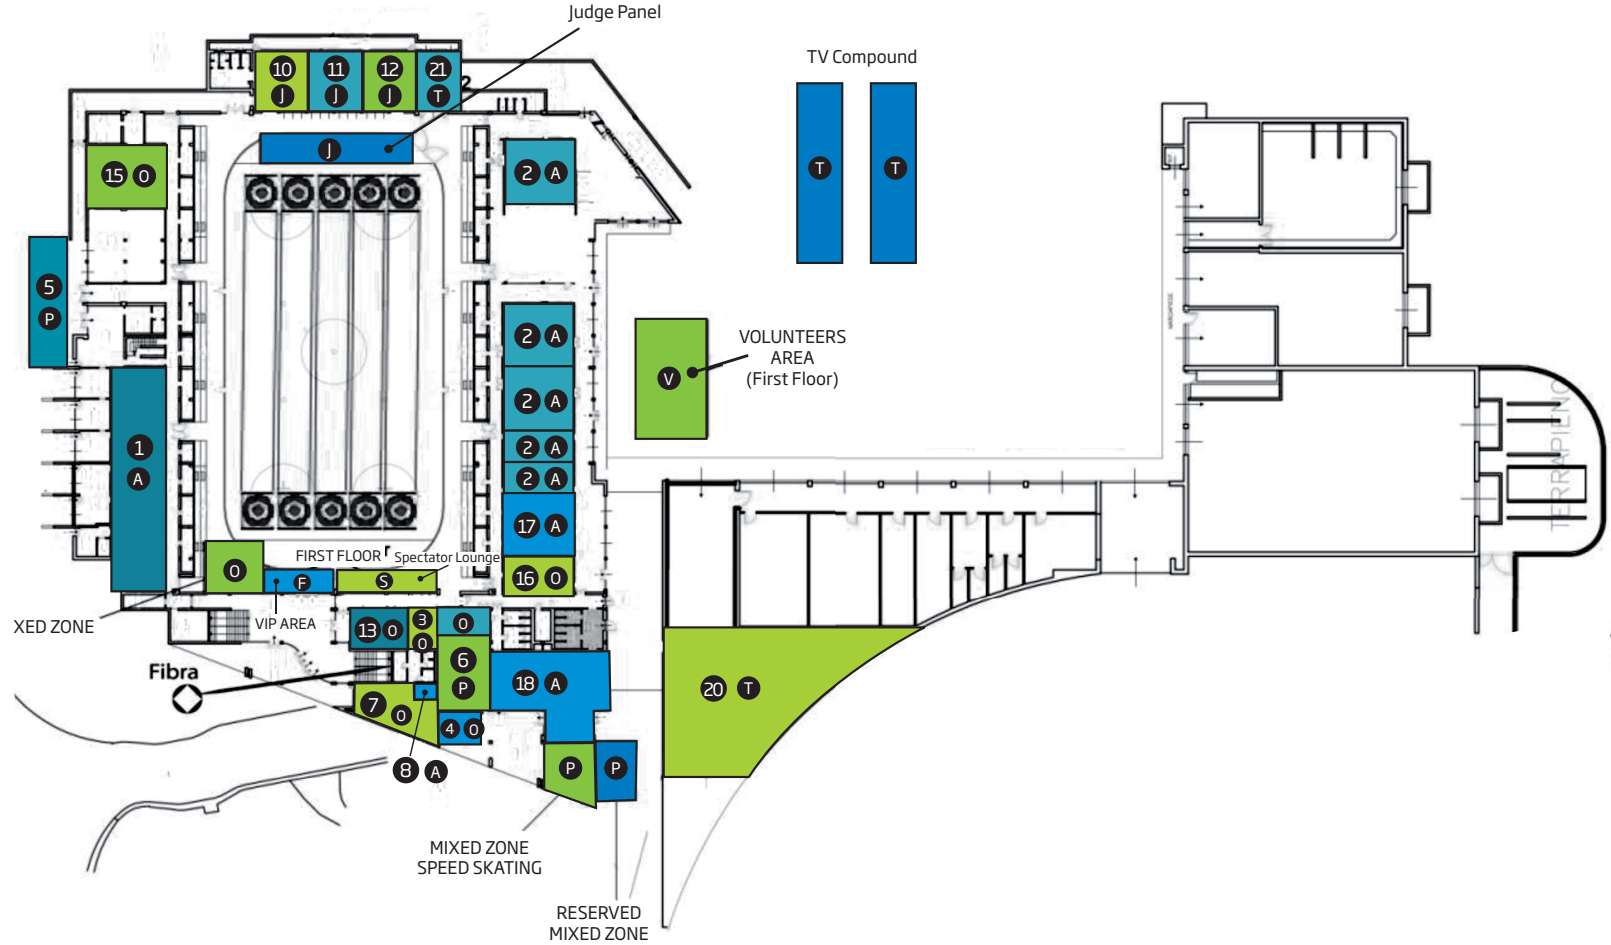 Judge Panel
TV Compound
10
11
12
21
J
J
J
T
2
J
15 O
2 A
T
T
5
P
2 A
VOLUNTEERS
AREA
(First Floor)
V
2 A
1
A
2 A
2 A
17 A
TERRAPIENO
FIRST FLOOR
Spectator Lounge
O
F
S
16 O
XED ZONE
VIP AREA
13 O
3
O
O
6
P
Fibra
18 A
20 T
7 O
4 O
8 A
P
P
MIXED ZONE
SPEED SKATING
RESERVED
MIXED ZONE